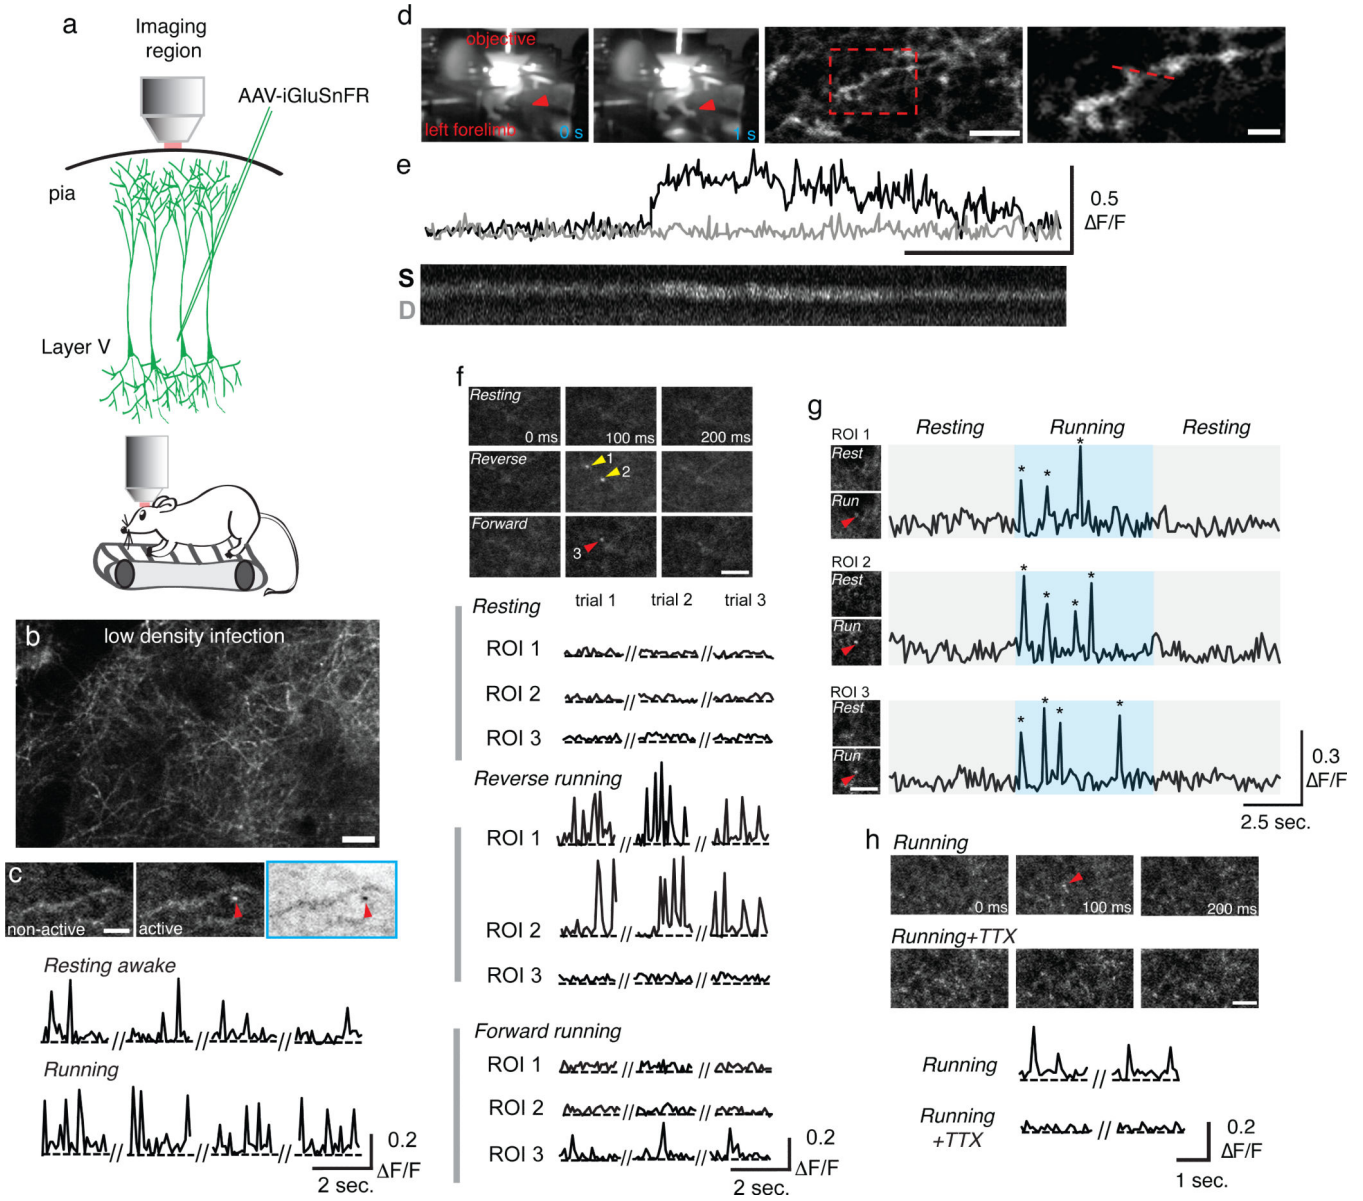 a
Imaging
region
AAV-iGluSnFR
pia
Layer V
b
low density infection
c
non-active
active
Resting awake
Running
0.2
ΔF/F
2 sec.
d
objective
left forelimb
0 s
1 s
e
0.5
ΔF/F
S
D
f
Resting
0 ms
100 ms
200 ms
Reverse
1
2
Forward
3
trial 1
trial 2
trial 3
Resting
ROI 1
ROI 2
ROI 3
Reverse running
ROI 1
ROI 2
ROI 3
Forward running
ROI 1
ROI 2
ROI 3
0.2
ΔF/F
2 sec.
g
Resting
Running
Resting
ROI 1
Rest
Run
* * *
ROI 2
Rest
Run
* * * *
ROI 3
Rest
Run
* * * *
0.3
ΔF/F
2.5 sec.
h
Running
0 ms
100 ms
200 ms
Running+TTX
Running
Running
+TTX
0.2
ΔF/F
1 sec.